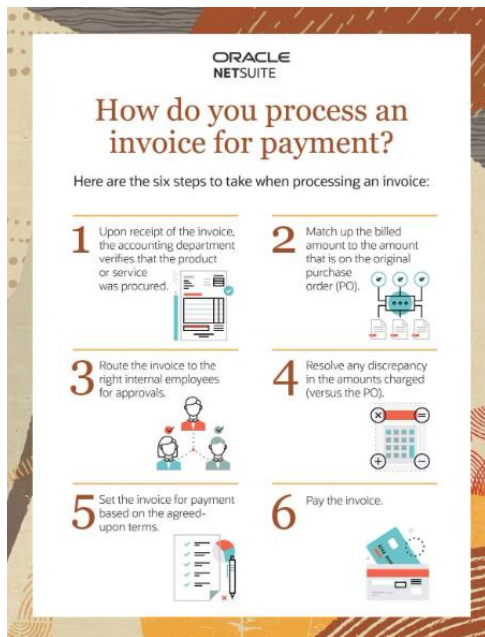 ORACLE
NETSUITE
How do you process an
invoice for payment?
Here are the six steps to take when processing an invoice:
1
Upon receipt of the invoice,
the accounting department
verifies that the product
or service
was procured.
2
Match up the billed
amount to the amount
that is on the original
purchase
order (PO).
3
Route the invoice to the
right internal employees
for approvals.
4
Resolve any discrepancy
in the amounts charged
(versus the PO).
5
Set the invoice for payment
based on the agreed-
upon terms.
6
Pay the invoice.